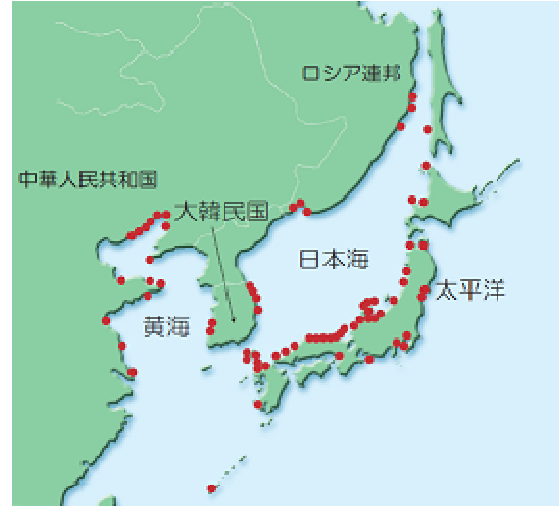 ロシア連邦
中華人民共和国
大韓民国
日本海
太平洋
黄海